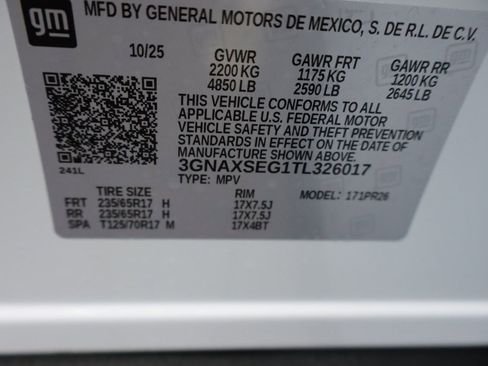 gm
MFD BY GENERAL MOTORS DE MEXICO, S. DE R.L. DE C.V.
10/25 GVWR GAWR FRT GAWR RR
2200 KG 1175 KG 1200 KG
4850 LB 2590 LB 2645 LB
THIS VEHICLE CONFORMS TO ALL
APPLICABLE U.S. FEDERAL MOTOR
VEHICLE SAFETY AND THEFT PREVENTION
STANDARDS IN EFFECT ON THE DATE OF
MANUFACTURE SHOWN ABOVE.
3GNAXSEG1TL326017
241L TYPE: MPV
TIRE SIZE RIM MODEL: 171PR26
FRT 235/65R17 H 17X7.5J
RR 235/65R17 H 17X7.5J
SPA T125/70R17 M 17X4BT